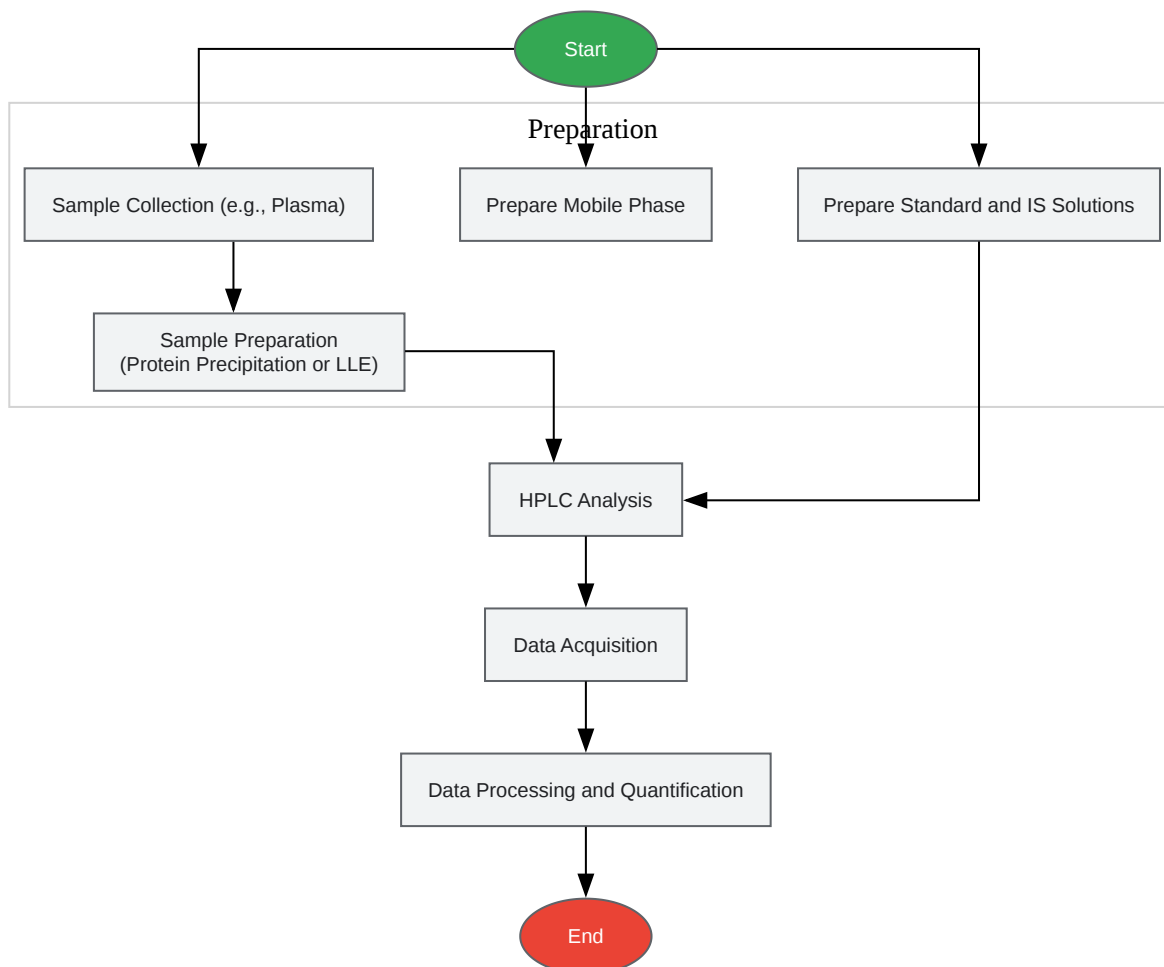 Start
Preparation
Sample Collection (e.g., Plasma)
Prepare Mobile Phase
Prepare Standard and IS Solutions
Sample Preparation
(Protein Precipitation or LLE)
HPLC Analysis
Data Acquisition
Data Processing and Quantification
End